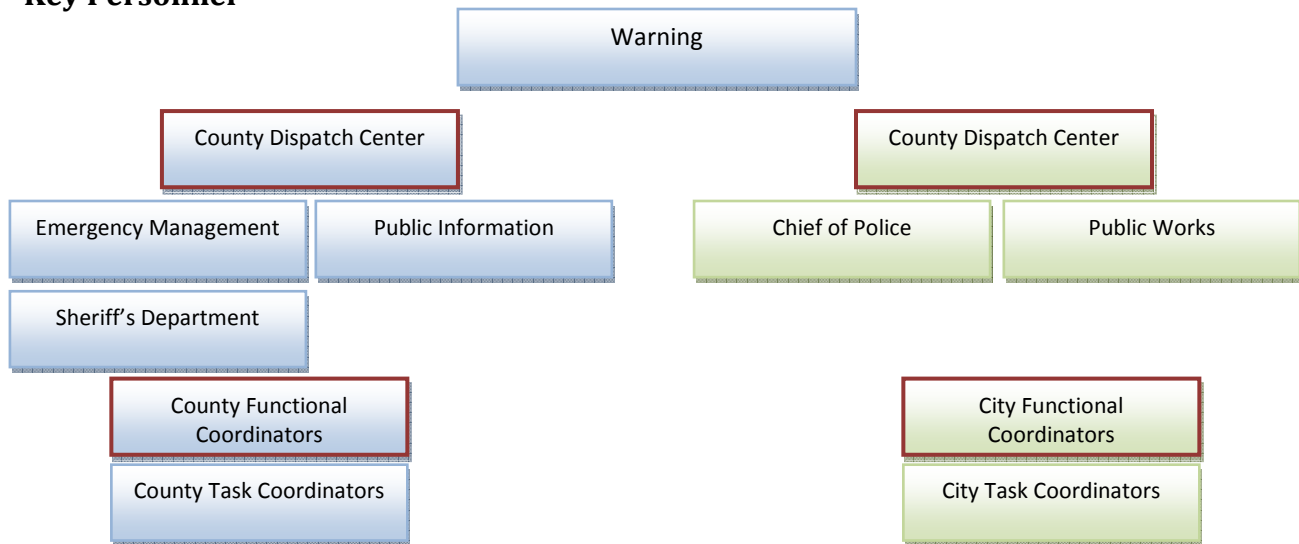 Key Personnel
Warning
County Dispatch Center
County Dispatch Center
Emergency Management
Public Information
Chief of Police
Public Works
Sheriff’s Department
County Functional
Coordinators
City Functional
Coordinators
County Task Coordinators
City Task Coordinators